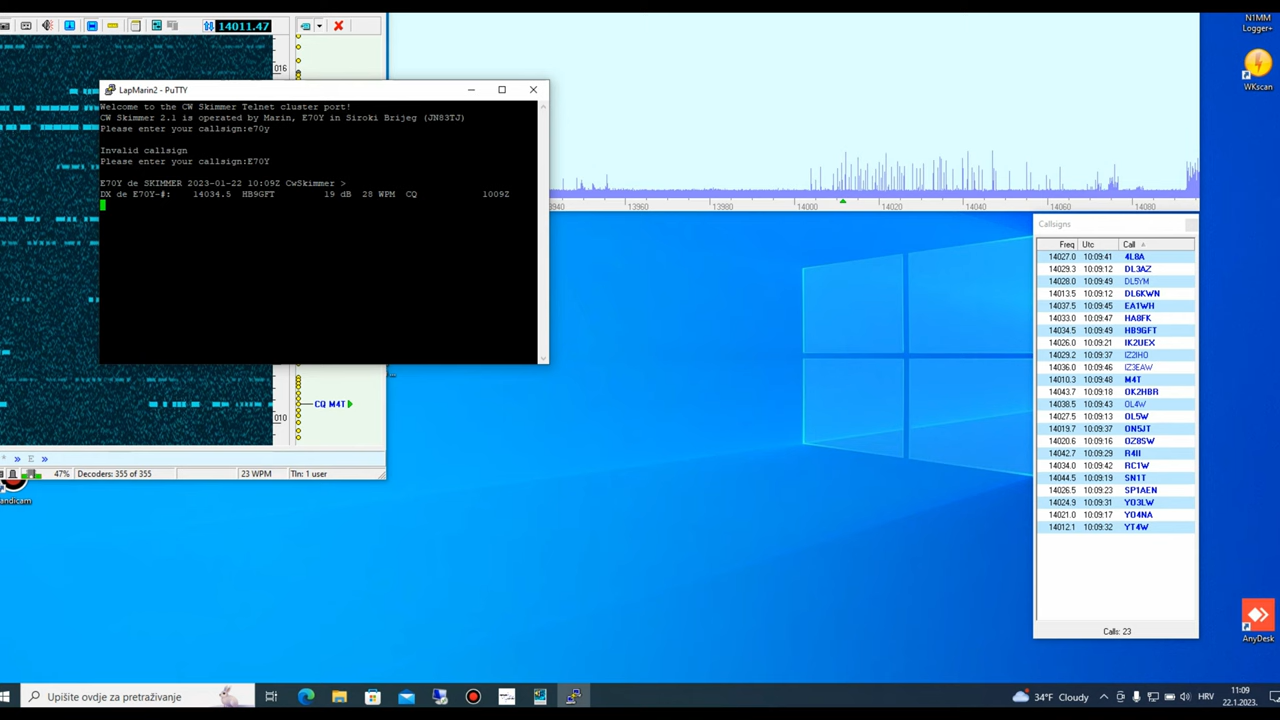 14011.47
N1MM
Logger+
WKscan
016
LapMarin2 - PuTTY
Welcome to the CW Skimmer Telnet cluster port!
CW Skimmer 2.1 is operated by Marin, E70Y in Siroki Brijeg (JN83TJ)
Please enter your callsign:e70y
Invalid callsign
Please enter your callsign:E70Y
E70Y de SKIMMER 2023-01-22 10:09Z CwSkimmer >
DX de E70Y-#: 14034.5 HB9GFT 19 dB 28 WPM CQ 1009Z
940 13960 13980 14000 14020 14040 14060 14080
Callsigns
Freq Utc Call
14027.0 10:09:41 4L8A
14029.3 10:09:12 DL3AZ
14028.0 10:09:49 DL5YM
14013.5 10:09:12 DL6KWN
14037.5 10:09:45 EA1WH
14033.0 10:09:47 HA8FK
14034.5 10:09:49 HB9GFT
14026.0 10:09:21 IK2UEX
14029.2 10:09:37 IZ2IHO
14036.0 10:09:46 IZ3EAW
14010.3 10:09:48 M4T
14043.7 10:09:18 OK2HBR
14038.5 10:09:43 OL4W
14027.5 10:09:13 OL5W
14019.7 10:09:37 ON5JT
14020.6 10:09:16 OZ8SW
14042.7 10:09:29 R4II
14034.0 10:09:42 RC1W
14044.5 10:09:19 SN1T
14026.5 10:09:23 SP1AEN
14024.9 10:09:31 YO3LW
14021.0 10:09:17 YO4NA
14012.1 10:09:32 YT4W
Calls: 23
CQ M4T
010
E
47% Decoders: 355 of 355 23 WPM Tln: 1 user
andicam
AnyDesk
Upišite ovdje za pretraživanje
34°F Cloudy
HRV
11:09
22.1.2023.